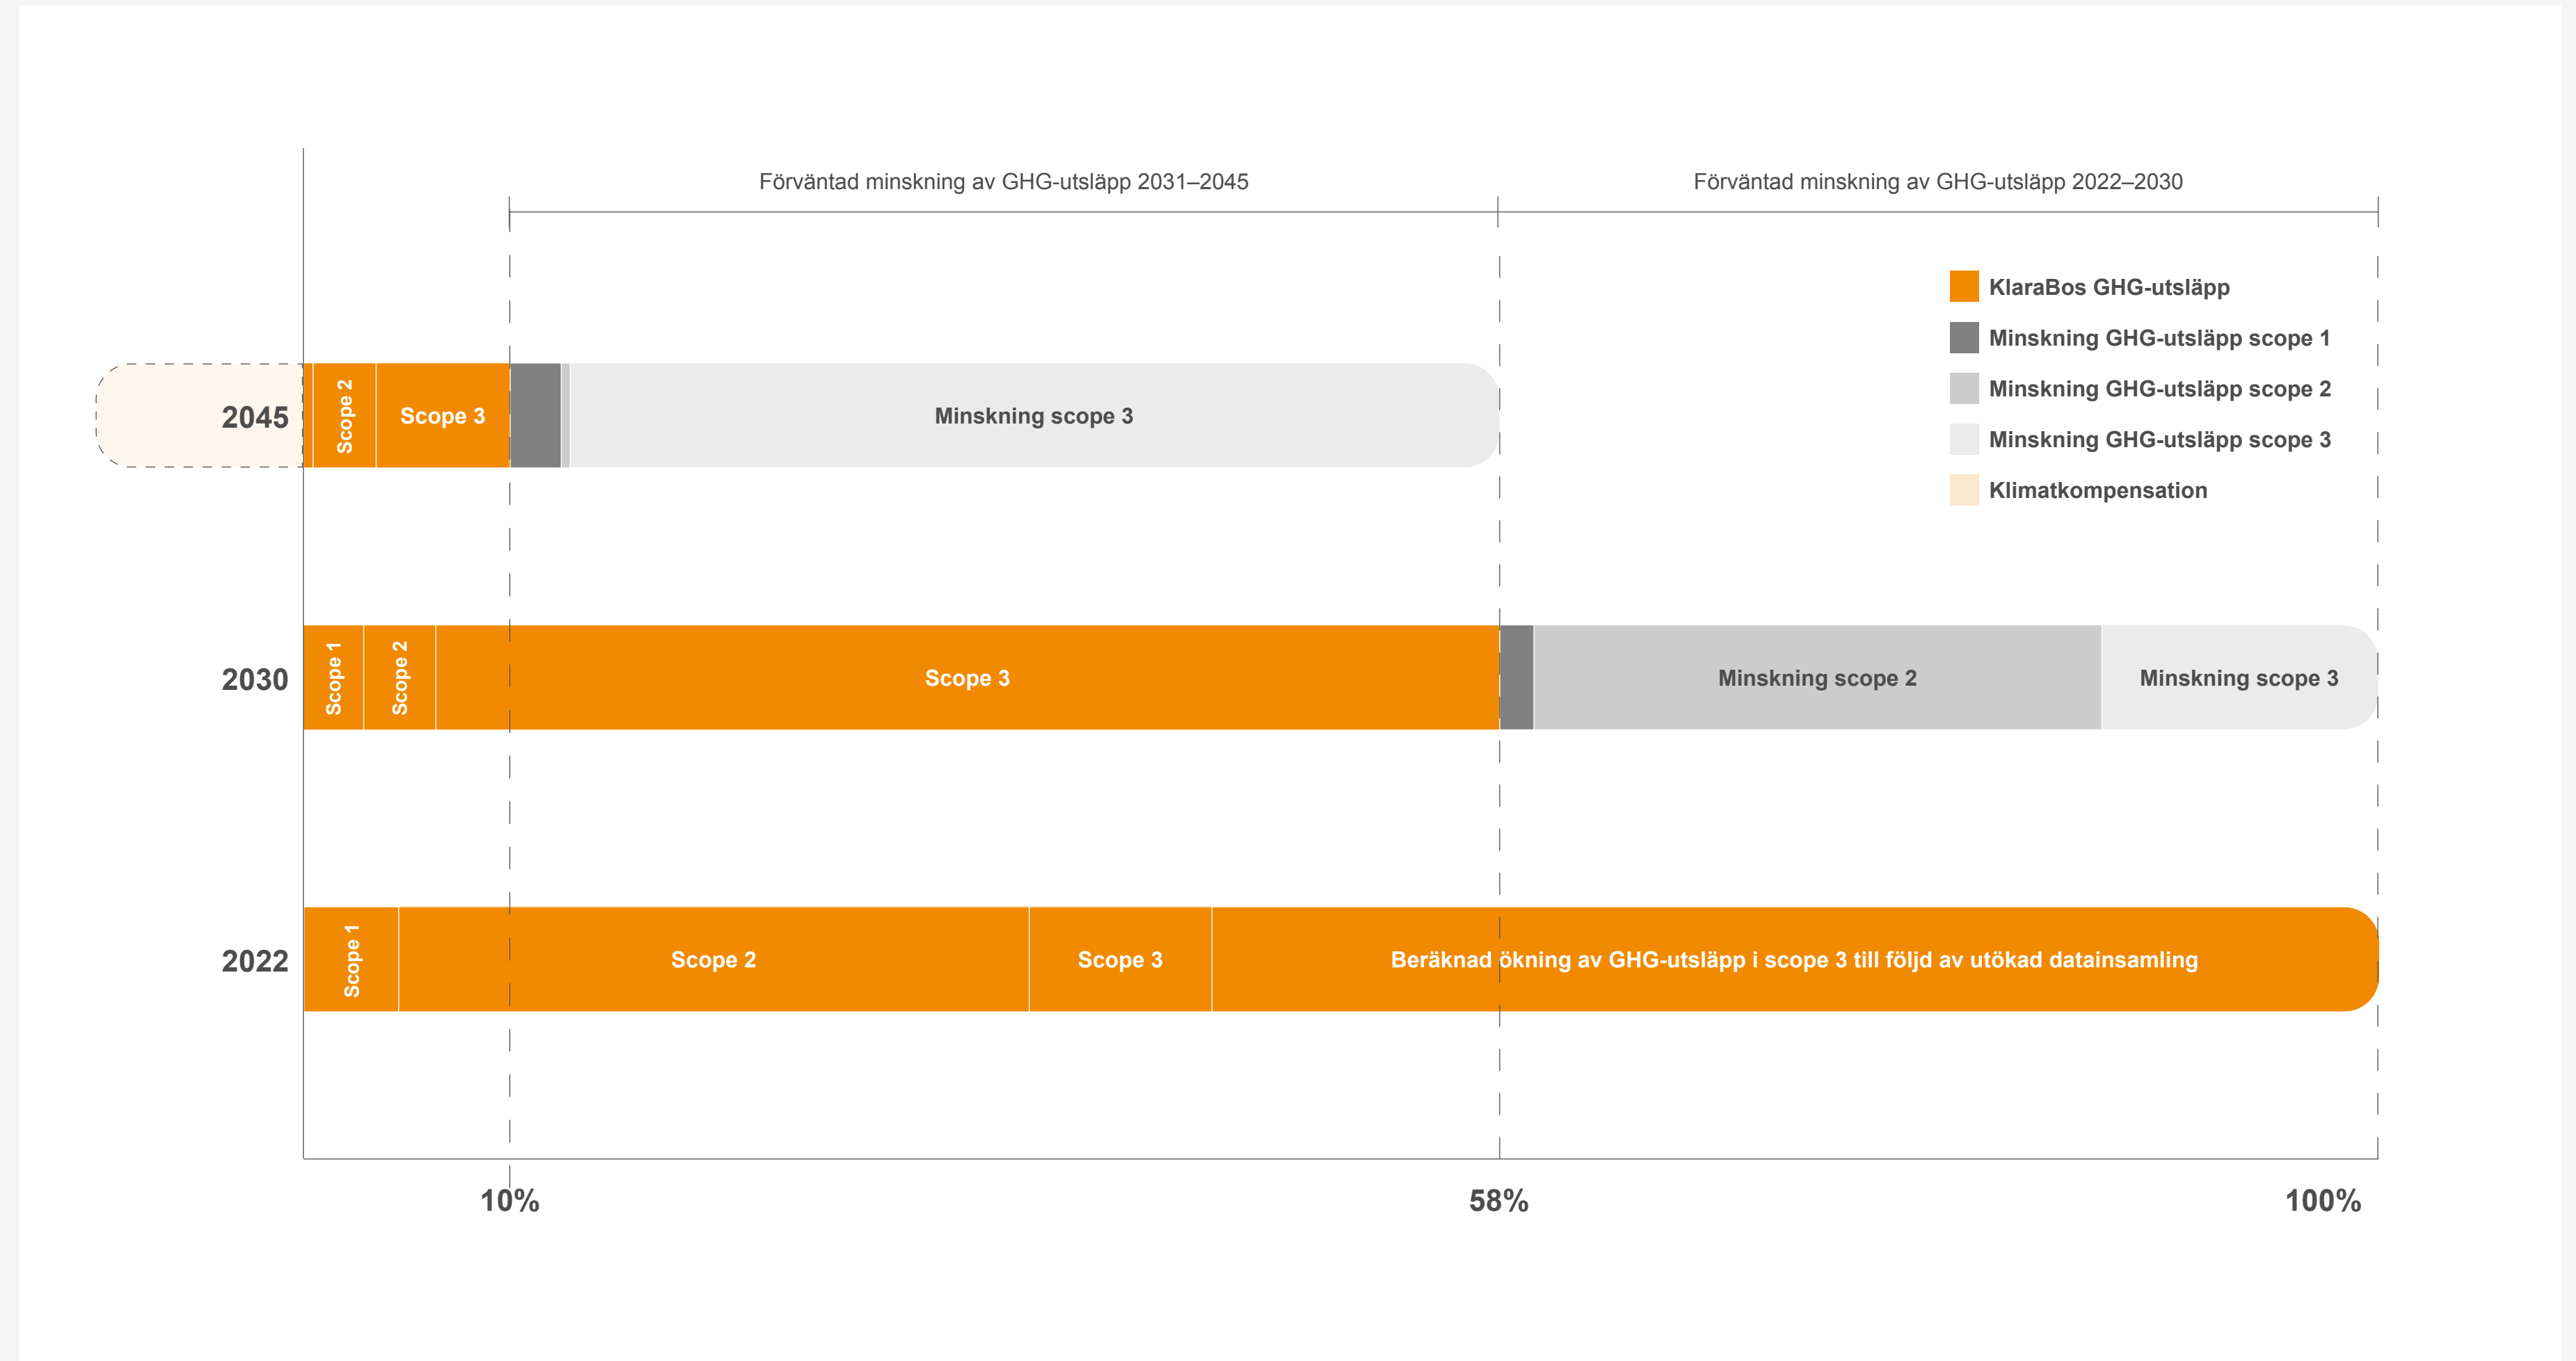 Förväntad minskning av GHG-utsläpp 2031–2045
Förväntad minskning av GHG-utsläpp 2022–2030
KlaraBos GHG-utsläpp
Minskning GHG-utsläpp scope 1
Minskning GHG-utsläpp scope 2
Minskning GHG-utsläpp scope 3
Klimatkompensation
2045
Scope 2
Scope 3
Minskning scope 3
2030
Scope 1
Scope 2
Scope 3
Minskning scope 2
Minskning scope 3
2022
Scope 1
Scope 2
Scope 3
Beräknad ökning av GHG-utsläpp i scope 3 till följd av utökad datainsamling
10%
58%
100%